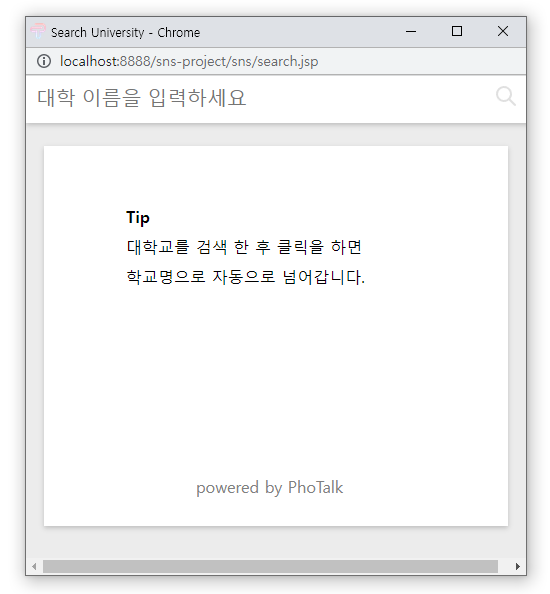 Search University - Chrome
localhost:8888/sns-project/sns/search.jsp
대학 이름을 입력하세요
Tip
대학교를 검색 한 후 클릭을 하면
학교명으로 자동으로 넘어갑니다.
powered by PhoTalk